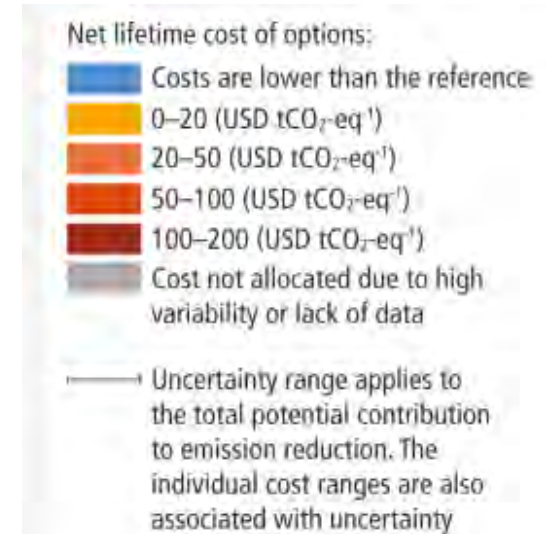 Net lifetime cost of options:
Costs are lower than the reference
0–20 (USD tCO₂-eq⁻¹)
20–50 (USD tCO₂-eq⁻¹)
50–100 (USD tCO₂-eq⁻¹)
100–200 (USD tCO₂-eq⁻¹)
Cost not allocated due to high
variability or lack of data
Uncertainty range applies to
the total potential contribution
to emission reduction. The
individual cost ranges are also
associated with uncertainty